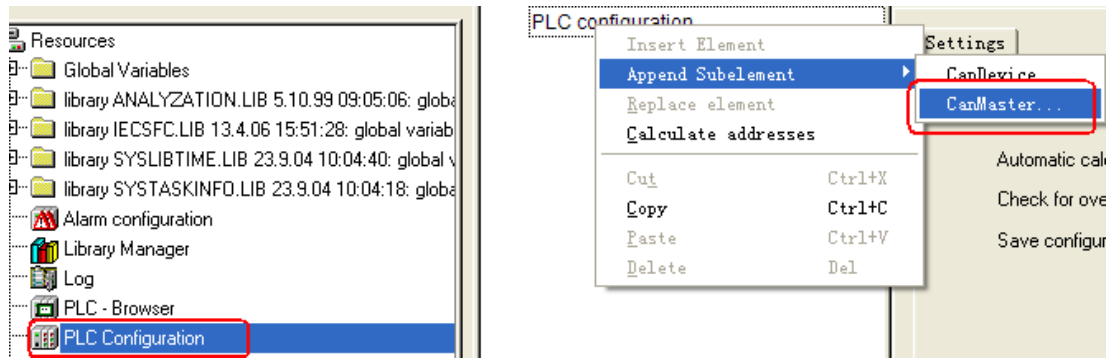 Resources
Global Variables
library ANALYZATION.LIB 5.10.99 09:05:06: globa
library IECSFC.LIB 13.4.06 15:51:28: global variab
library SYSLIBTIME.LIB 23.9.04 10:04:40: global v
library SYSTASKINFO.LIB 23.9.04 10:04:18: globa
Alarm configuration
Library Manager
Log
PLC - Browser
PLC Configuration
PLC configuration
Insert Element
Append Subelement
Replace element
Calculate addresses
Cut Ctrl+X
Copy Ctrl+C
Paste Ctrl+V
Delete Del
Settings
CanDevice
CanMaster...
Automatic cal
Check for ove
Save configur